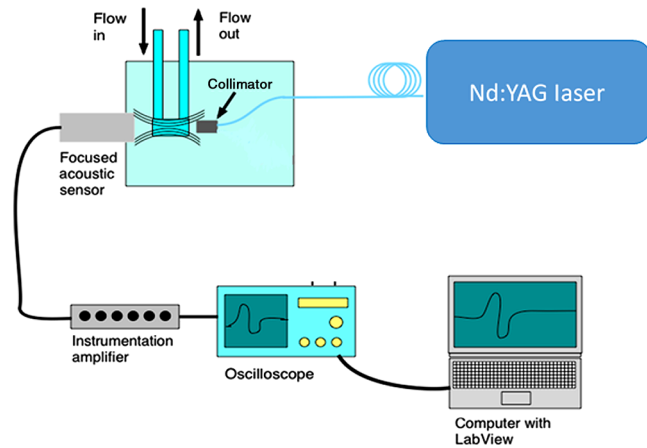 Flow
in
Flow
out
Collimator
Nd:YAG laser
Focused
acoustic
sensor
Instrumentation
amplifier
Oscilloscope
Computer with
LabView